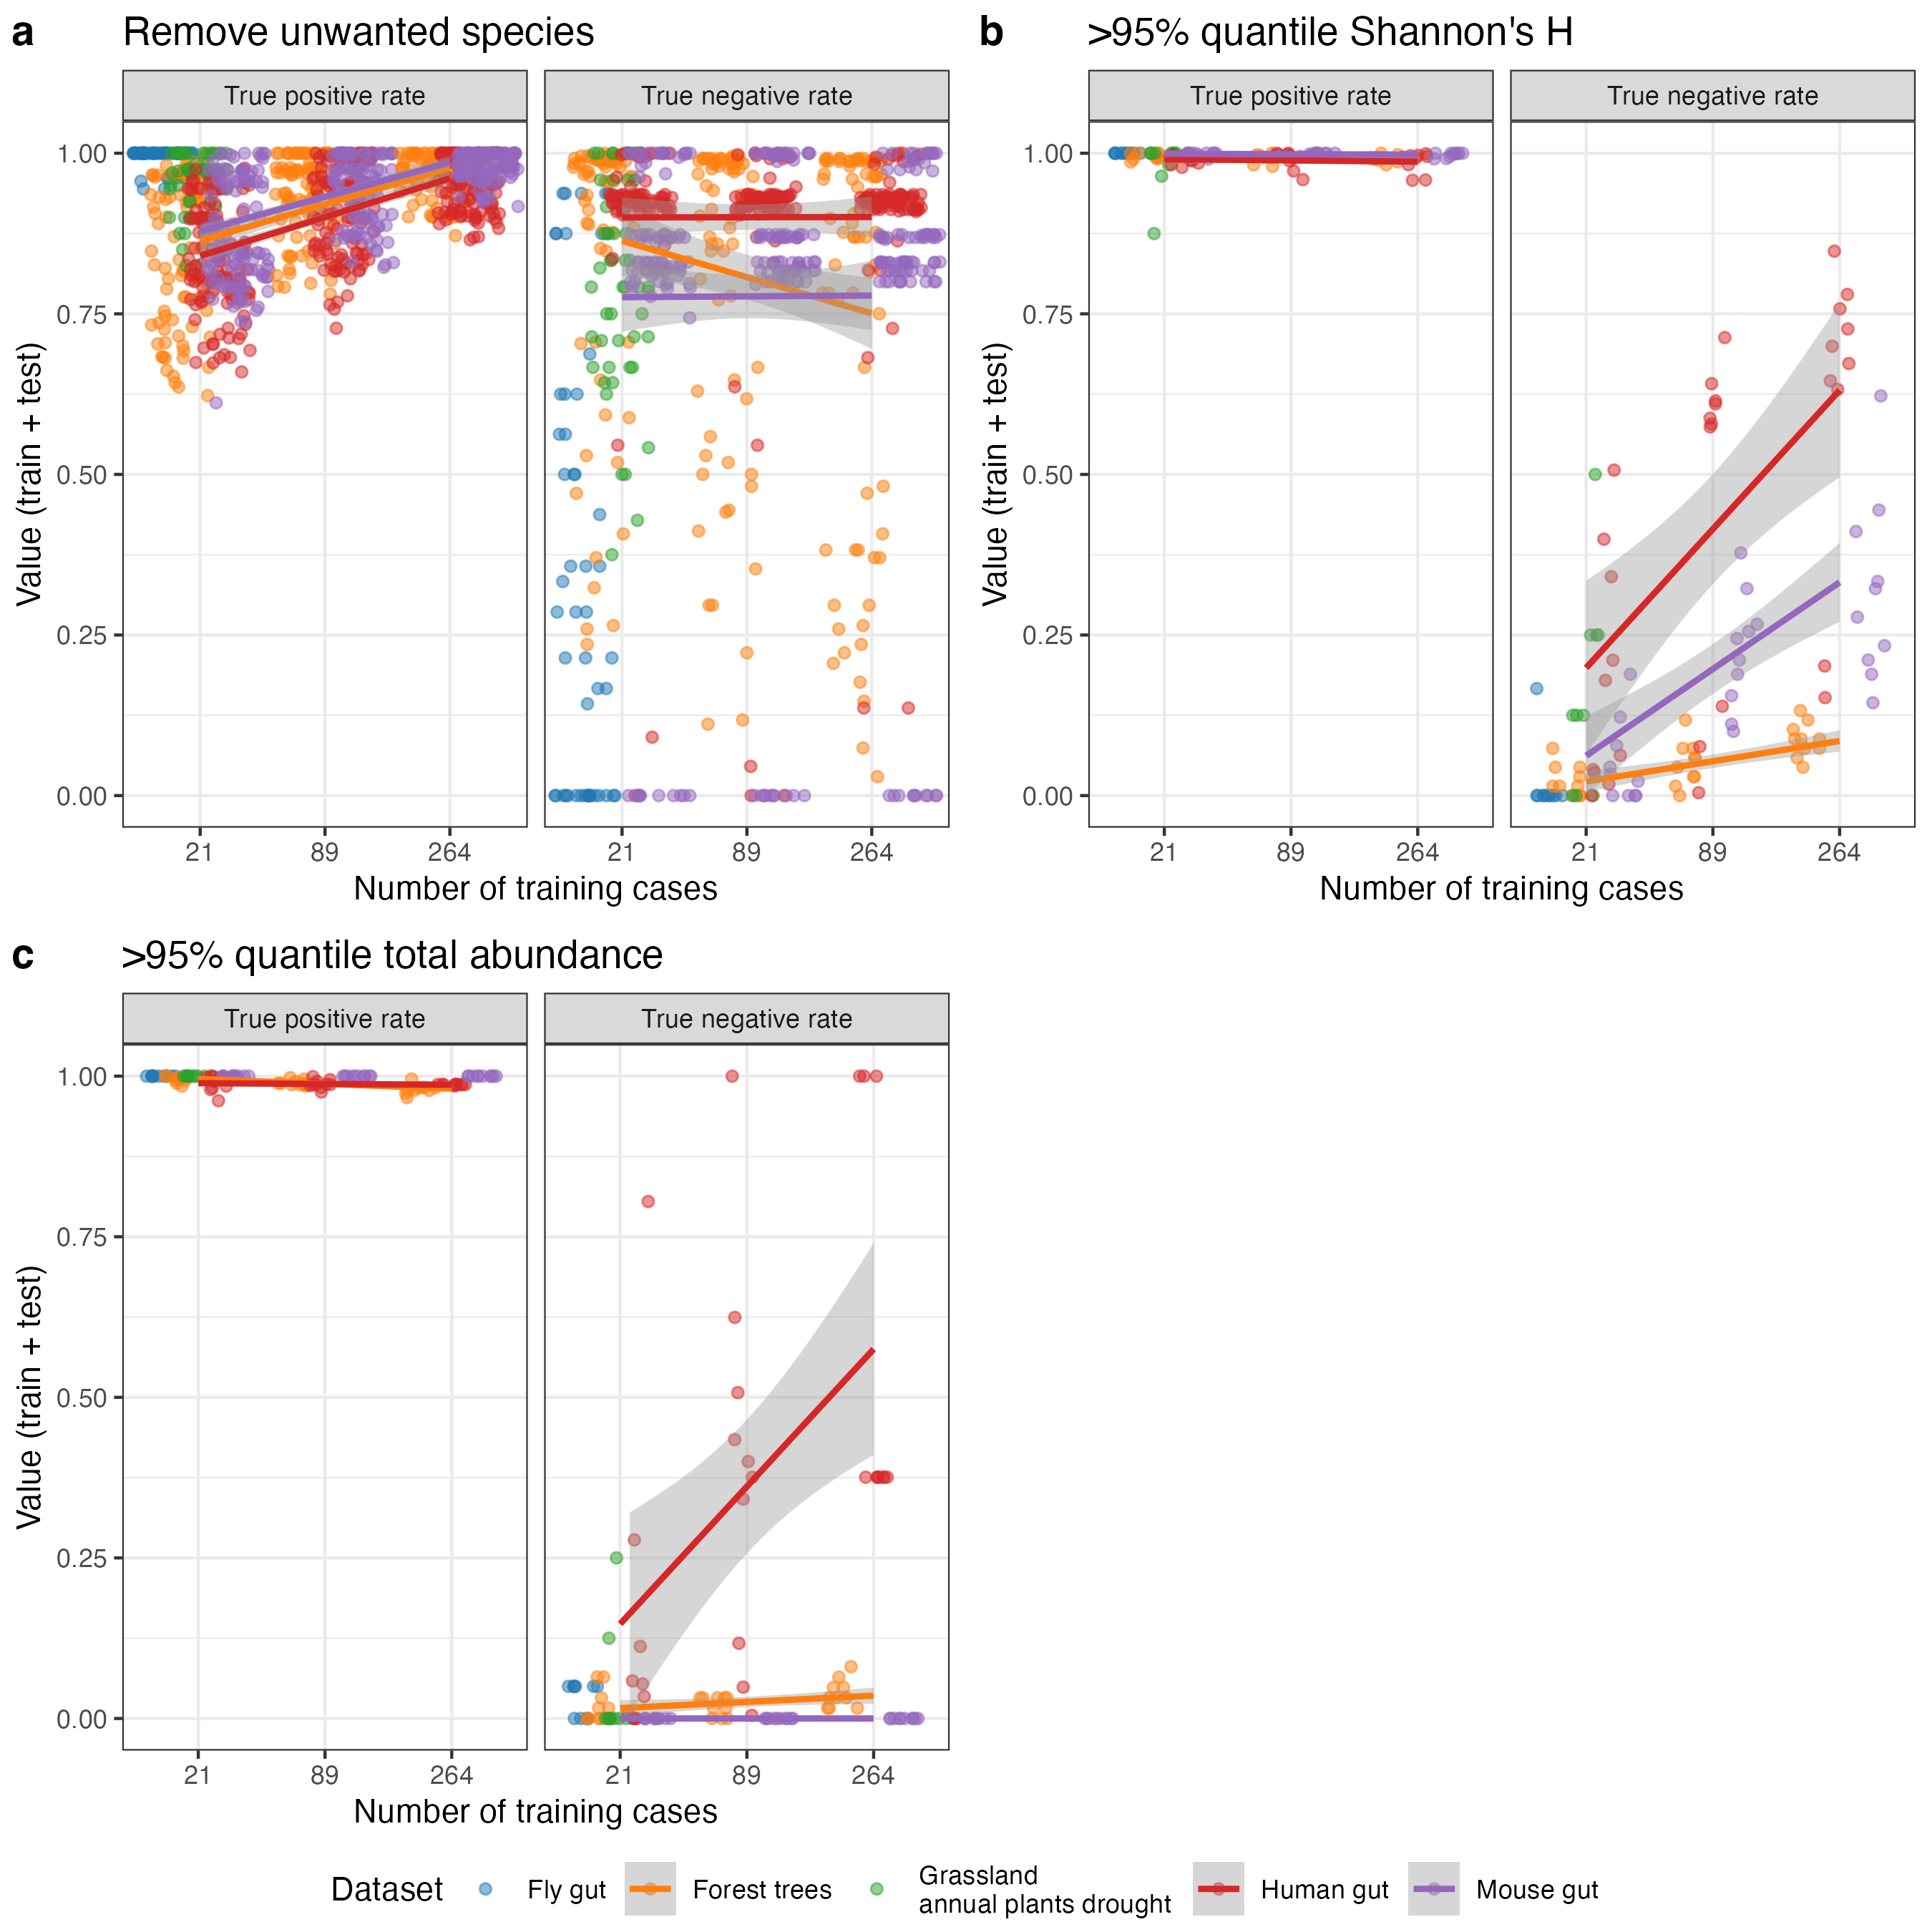 a Remove unwanted species
True positive rate
True negative rate
1.00
0.75
0.50
0.25
0.00
Value (train + test)
21 89 264
21 89 264
Number of training cases
b >95% quantile Shannon's H
True positive rate
True negative rate
1.00
0.75
0.50
0.25
0.00
Value (train + test)
21 89 264
21 89 264
Number of training cases
c >95% quantile total abundance
True positive rate
True negative rate
1.00
0.75
0.50
0.25
0.00
Value (train + test)
21 89 264
21 89 264
Number of training cases
Dataset
Fly gut
Forest trees
Grassland
annual plants drought
Human gut
Mouse gut